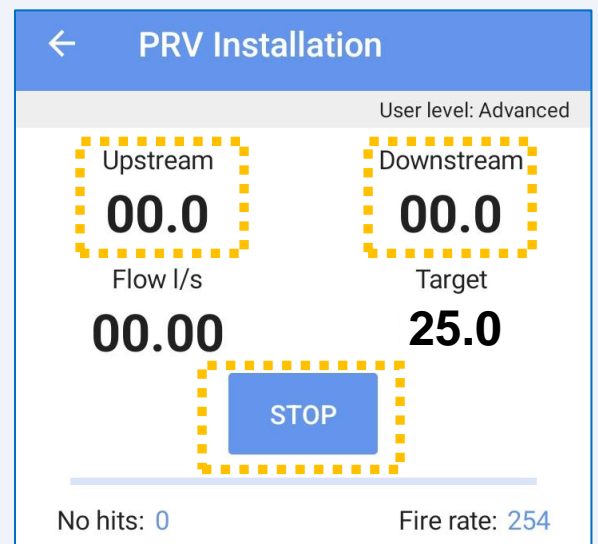 PRV Installation
User level: Advanced
Upstream Downstream
00.0 00.0
Flow l/s Target
00.00 25.0
STOP
No hits: 0 Fire rate: 254